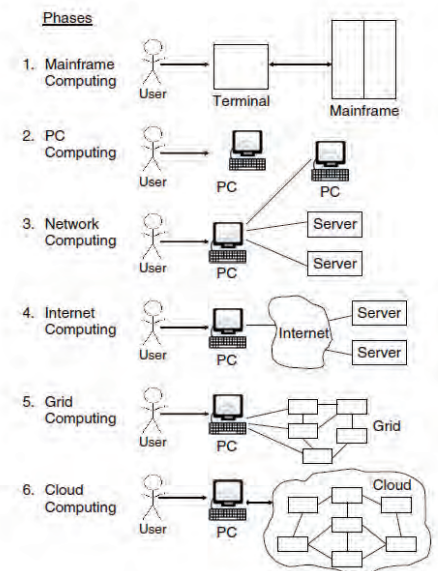 Phases
1. Mainframe
Computing
User
Terminal
Mainframe
2. PC
Computing
User
PC
PC
3. Network
Computing
User
PC
Server
Server
4. Internet
Computing
User
PC
Internet
Server
Server
5. Grid
Computing
User
PC
Grid
6. Cloud
Computing
User
PC
Cloud